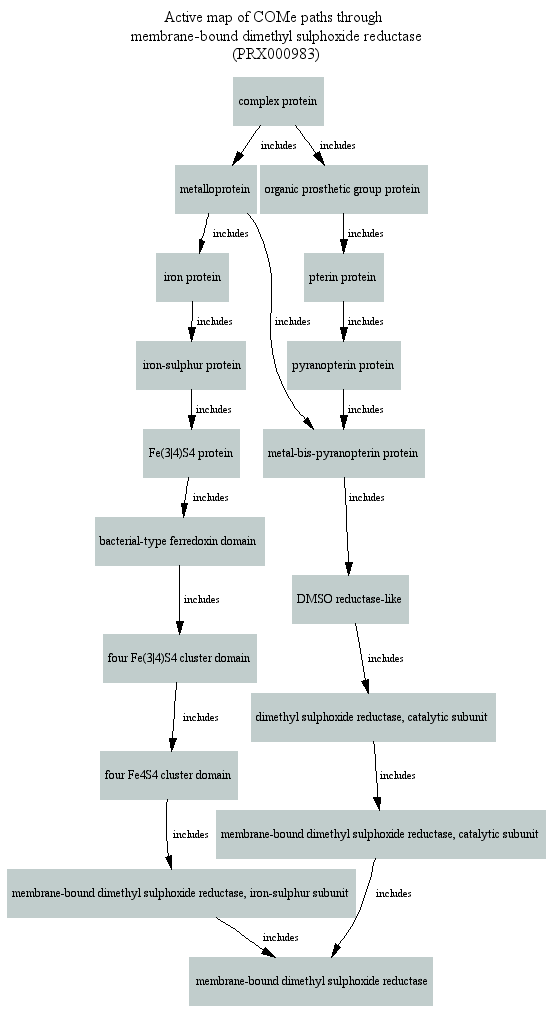 Active map of COMe paths through
membrane-bound dimethyl sulphoxide reductase
(PRX000983)
complex protein
includes
includes
metalloprotein
organic prosthetic group protein
includes
includes
iron protein
pterin protein
includes
includes
includes
iron-sulphur protein
pyranopterin protein
includes
includes
Fe(3|4)S4 protein
metal-bis-pyranopterin protein
includes
includes
bacterial-type ferredoxin domain
includes
DMSO reductase-like
four Fe(3|4)S4 cluster domain
includes
includes
dimethyl sulphoxide reductase, catalytic subunit
four Fe4S4 cluster domain
includes
includes
membrane-bound dimethyl sulphoxide reductase, catalytic subunit
membrane-bound dimethyl sulphoxide reductase, iron-sulphur subunit
includes
includes
membrane-bound dimethyl sulphoxide reductase